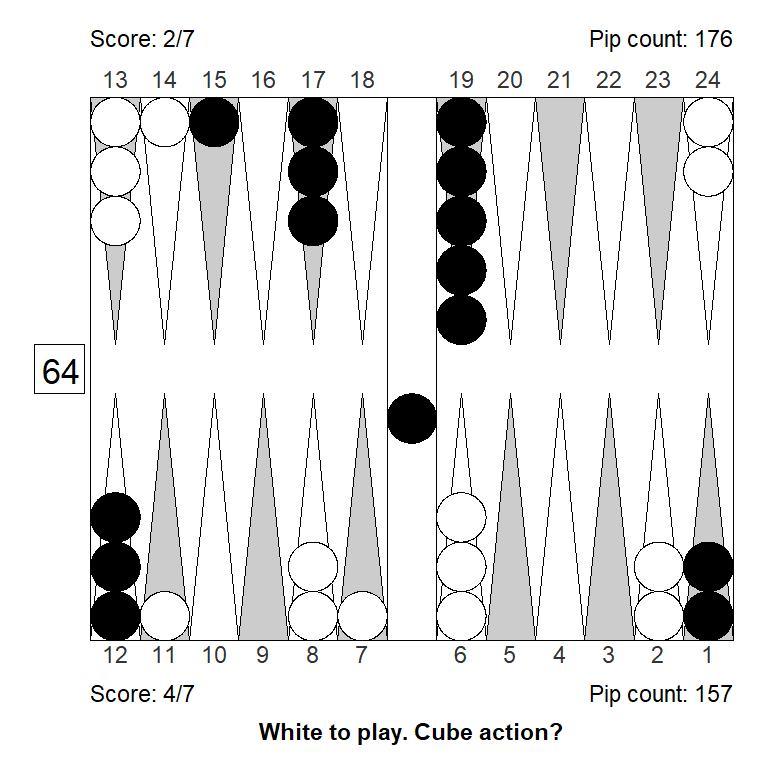 Score: 2/7 Pip count: 176
13 14 15 16 17 18 19 20 21 22 23 24
64
12 11 10 9 8 7 6 5 4 3 2 1
Score: 4/7 Pip count: 157
White to play. Cube action?